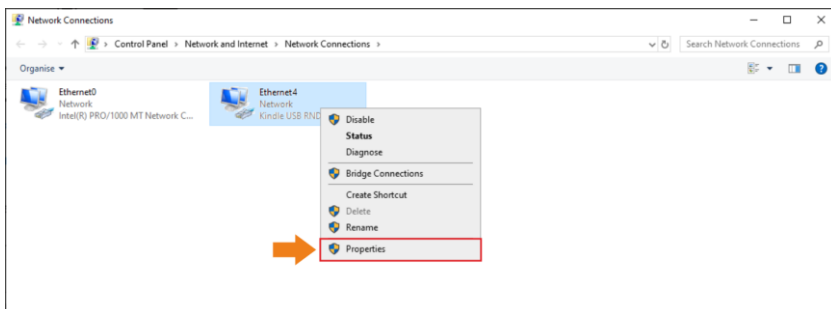 Network Connections
Control Panel > Network and Internet > Network Connections >
Search Network Connections
Organise
Ethernet0
Network
Intel(R) PRO/1000 MT Network C...
Ethernet4
Network
Kindle USB RND
Disable
Status
Diagnose
Bridge Connections
Create Shortcut
Delete
Rename
Properties